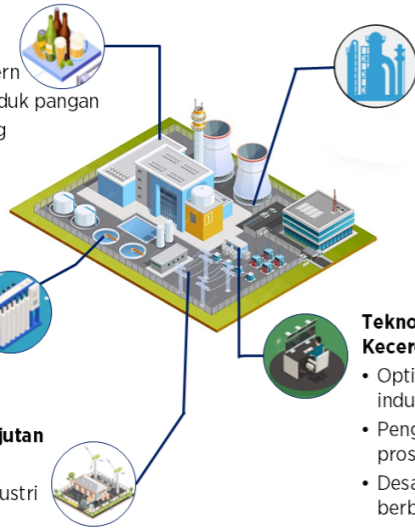 ern
duk pangan
g
Tekno
Kecer
• Opti
indu
• Peng
pros
• Desa
berb
jutan
ustri